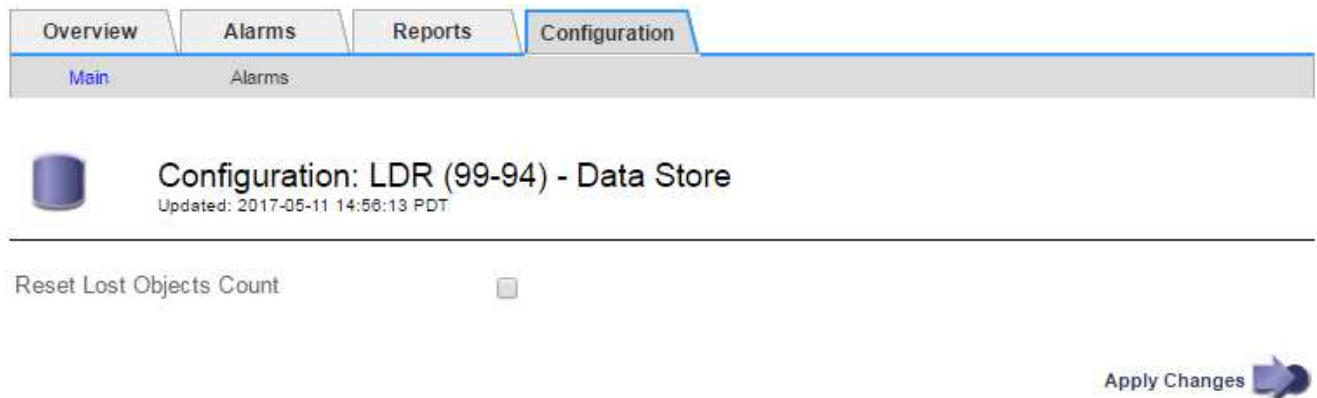 Overview Alarms Reports Configuration
Main Alarms
Configuration: LDR (99-94) - Data Store
Updated: 2017-05-11 14:56:13 PDT
Reset Lost Objects Count
Apply Changes